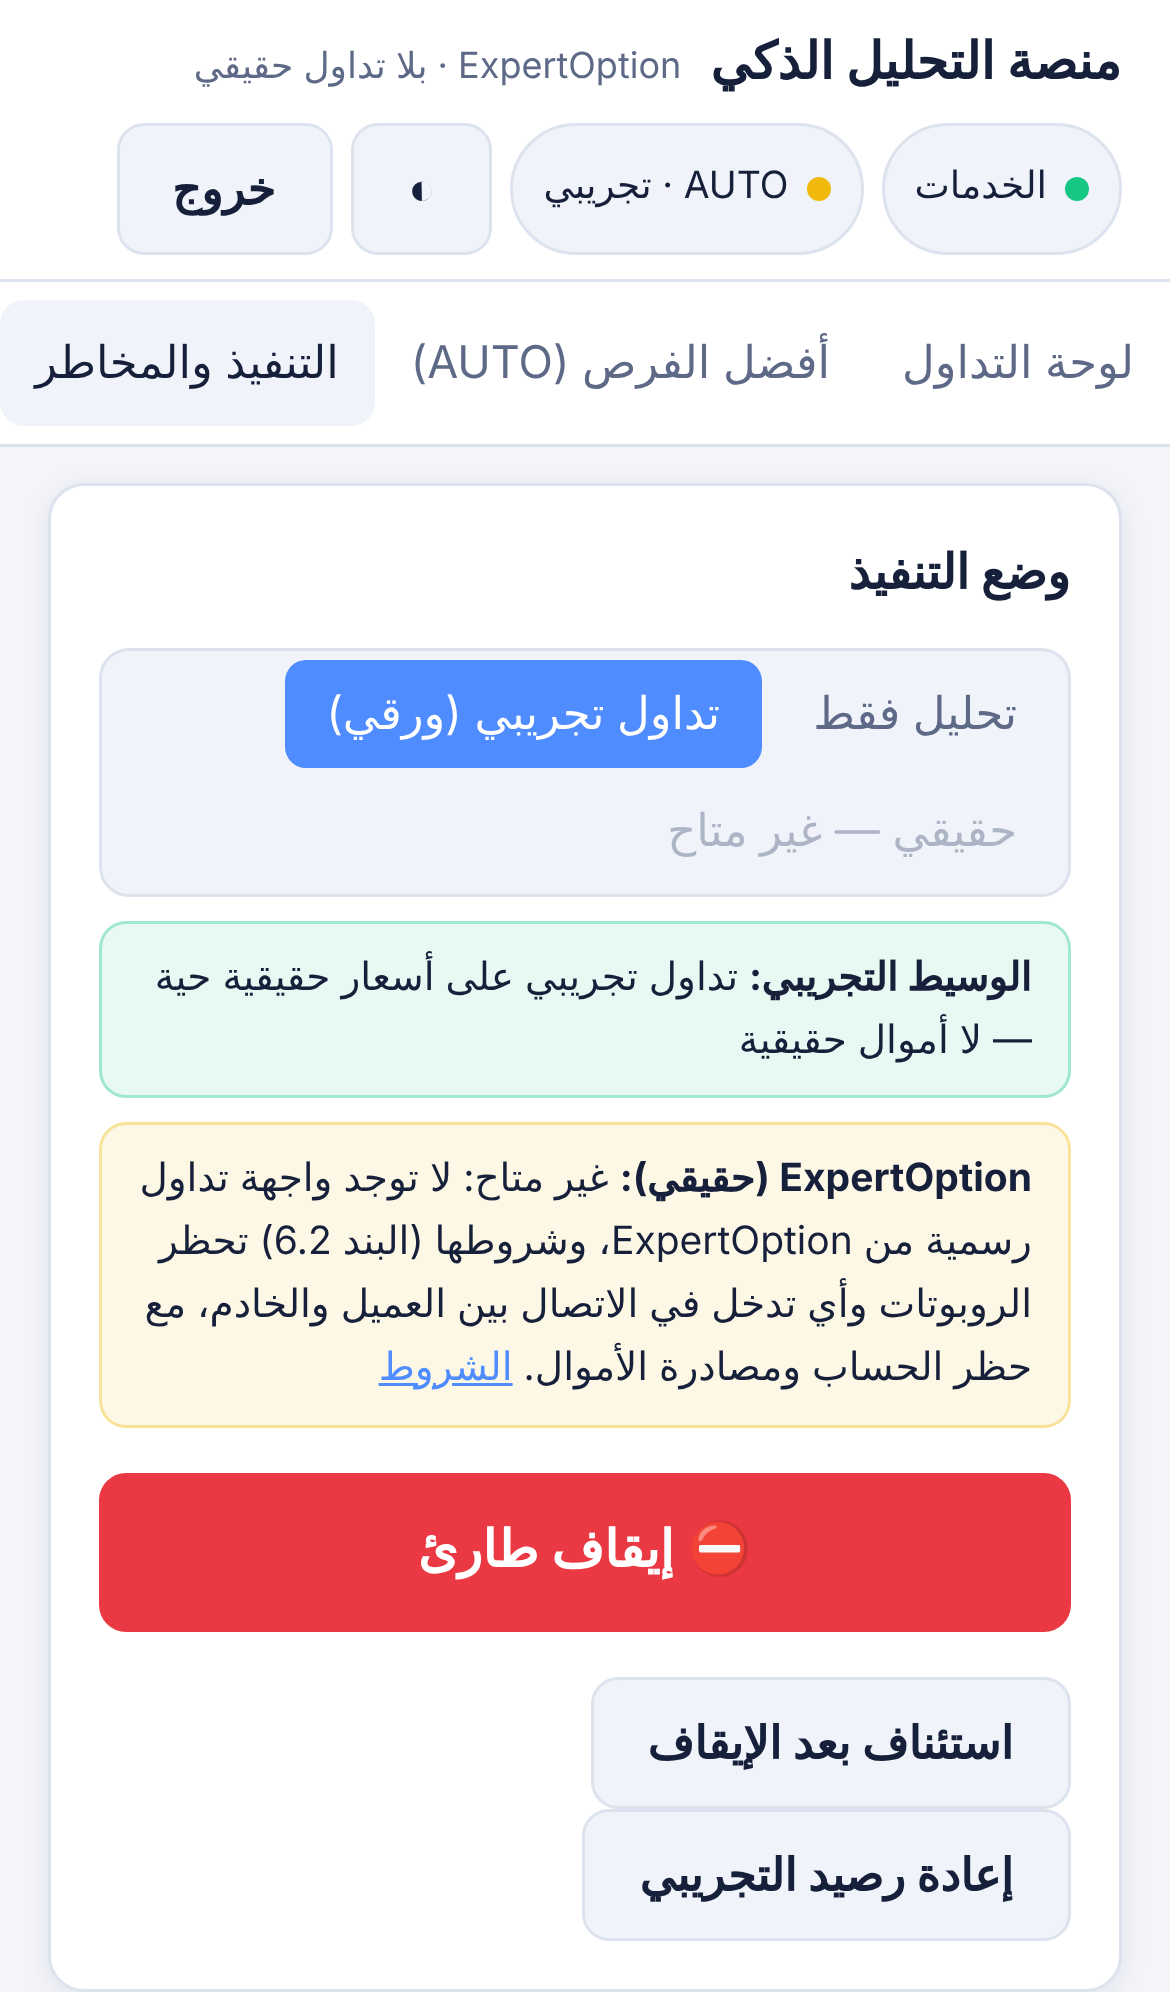 منصة التحليل الذكي ExpertOption · بلا تداول حقيقي
الخدمات
AUTO · تجريبي
خروج
لوحة التداول
أفضل الفرص (AUTO)
التنفيذ والمخاطر
وضع التنفيذ
تحليل فقط
تداول تجريبي (ورقي)
حقيقي — غير متاح
الوسيط التجريبي: تداول تجريبي على أسعار حقيقية حية
— لا أموال حقيقية
ExpertOption (حقيقي): غير متاح: لا توجد واجهة تداول
رسمية من ExpertOption، وشروطها (البند 6.2) تحظر
الروبوتات وأي تدخل في الاتصال بين العميل والخادم، مع
حظر الحساب ومصادرة الأموال. الشروط
⛔ إيقاف طارئ
استئناف بعد الإيقاف
إعادة رصيد التجريبي